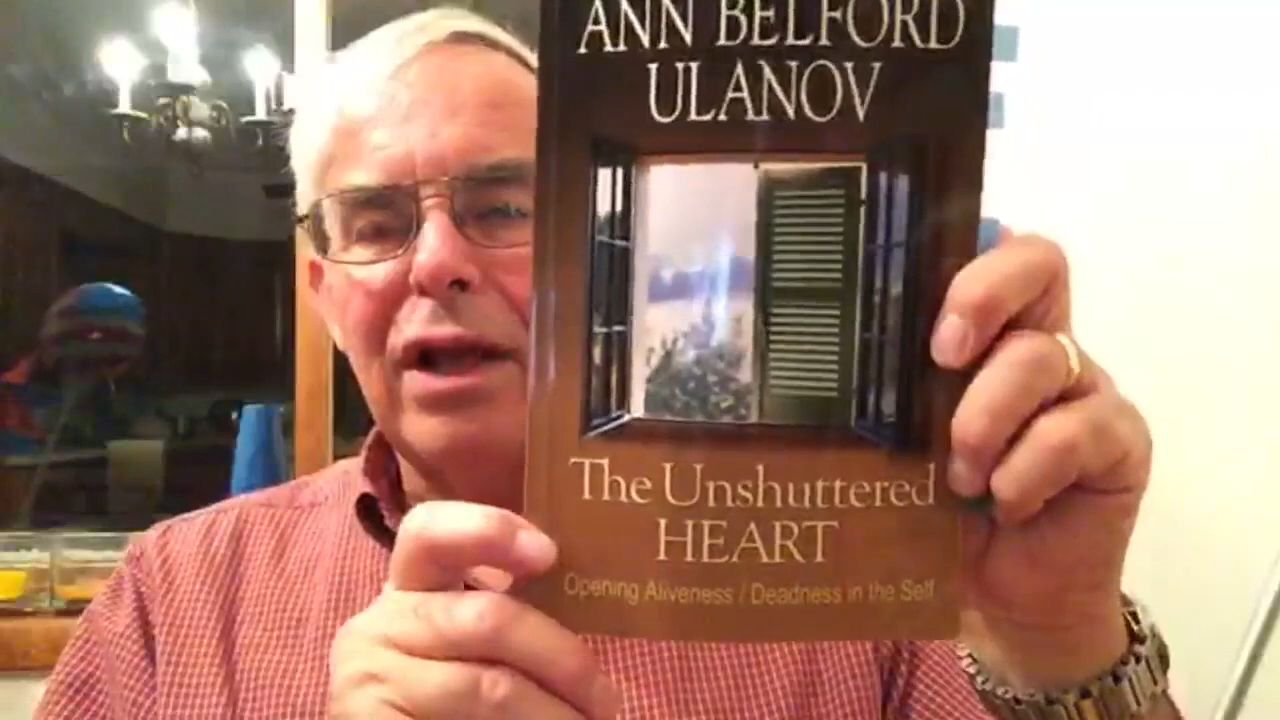 ANN BELFORD
ULANOV
The Unshuttered
HEART
Opening Aliveness / Deadness in the Self